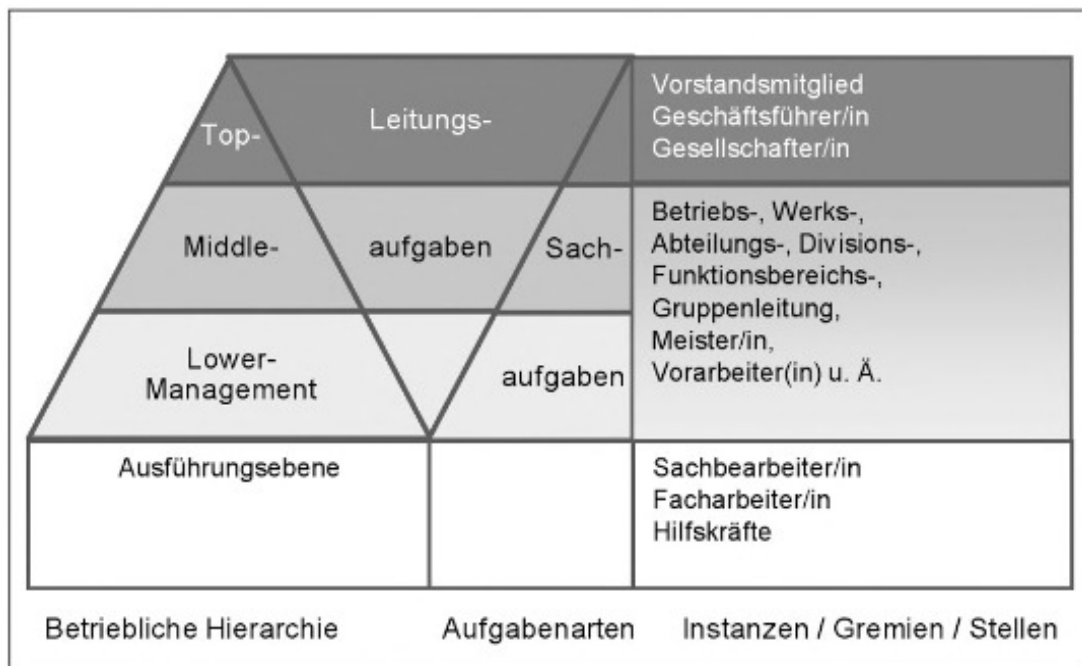 Top-
Leitungs-
Vorstandsmitglied
Geschäftsführer/in
Gesellschafter/in
Middle-
aufgaben
Sach-
Betriebs-, Werks-,
Abteilungs-, Divisions-,
Funktionsbereichs-,
Gruppenleitung,
Meister/in,
Vorarbeiter(in) u. Ä.
Lower-
Management
aufgaben
Ausführungsebene
Sachbearbeiter/in
Facharbeiter/in
Hilfskräfte
Betriebliche Hierarchie
Aufgabenarten
Instanzen / Gremien / Stellen